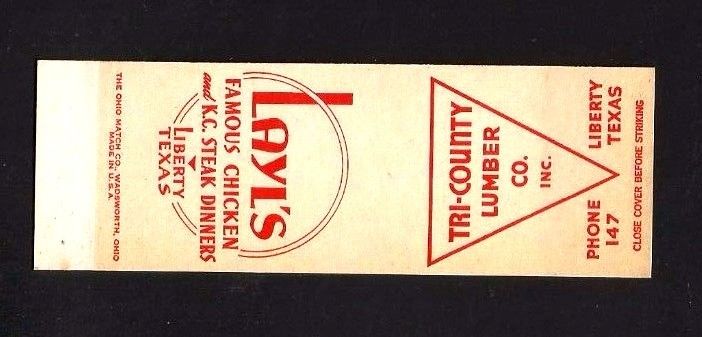 LAYL'S
FAMOUS CHICKEN
and K.C. STEAK DINNERS
LIBERTY
TEXAS
THE OHIO MATCH CO., WADSWORTH, OHIO
MADE IN U.S.A.
TRI-COUNTY
LUMBER
CO.
INC.
PHONE
147
LIBERTY
TEXAS
CLOSE COVER BEFORE STRIKING